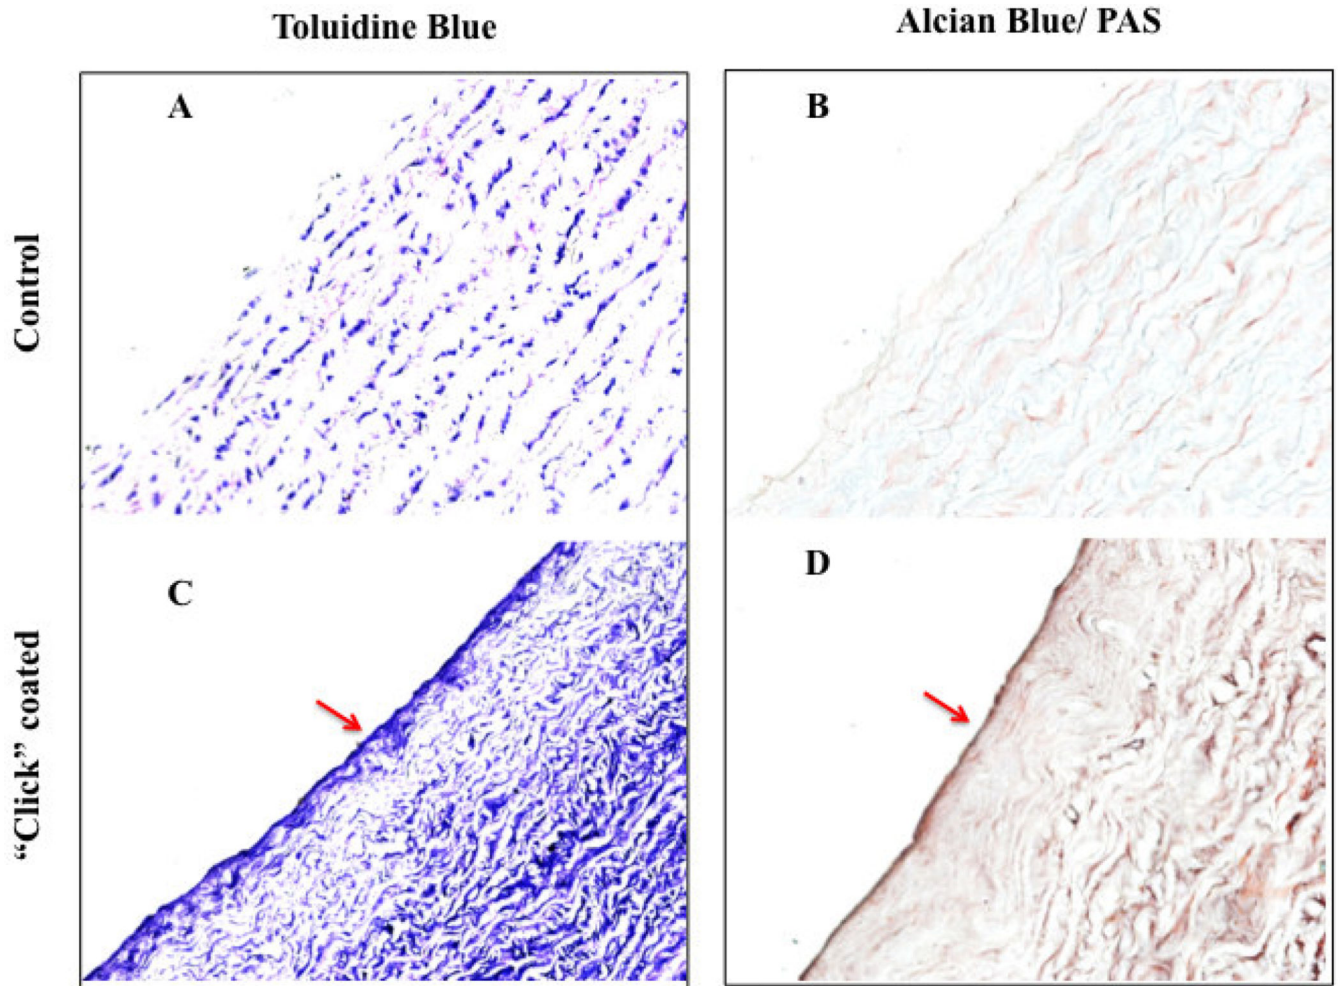 Toluidine Blue
Alcian Blue/ PAS
Control
A
B
“Click” coated
C
D